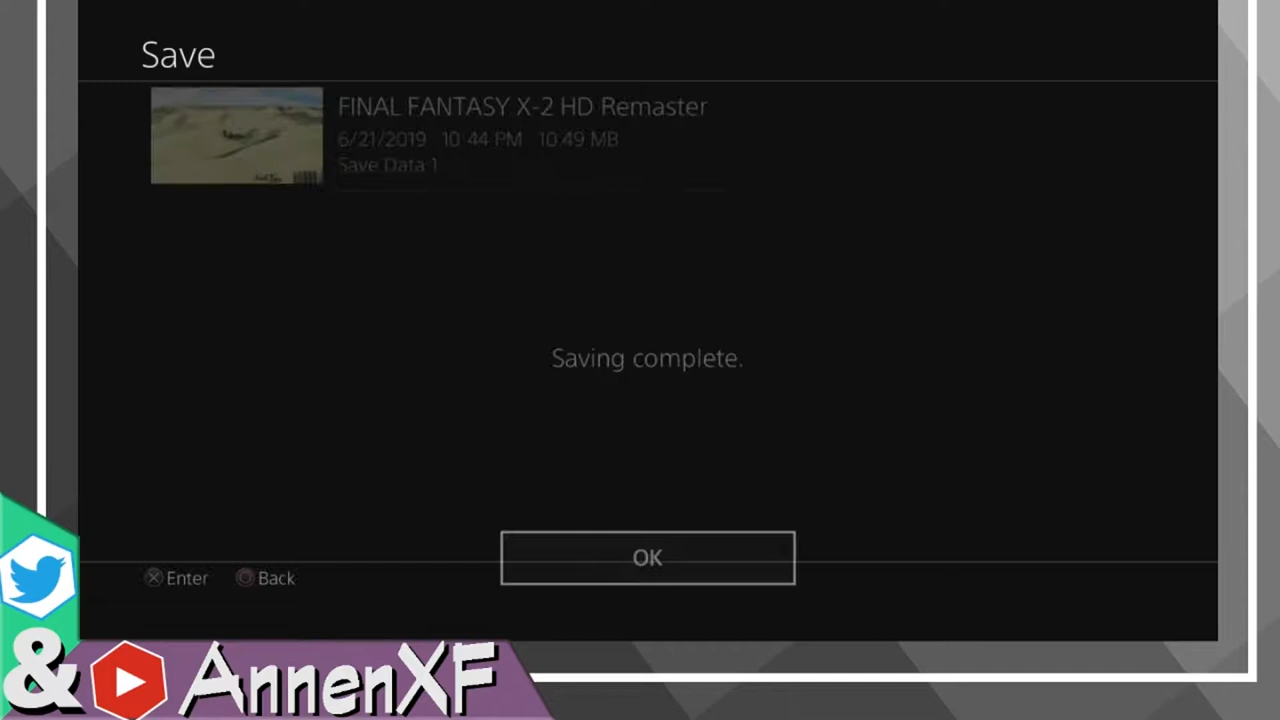 Save
FINAL FANTASY X-2 HD Remaster
6/21/2019 10:44 PM 10.49 MB
Save Data 1
Saving complete.
OK
Enter Back
& AnnenXF